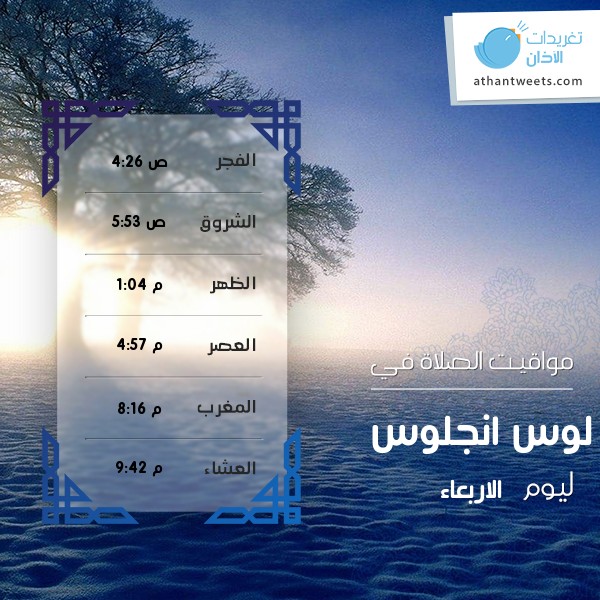 تغريدات
الآذان
athantweets.com
الفجر 4:26 ص
الشروق 5:53 ص
الظهر 1:04 م
العصر 4:57 م
المغرب 8:16 م
العشاء 9:42 م
مواقيت الصلاة في
لوس انجلوس
ليوم الاربعاء